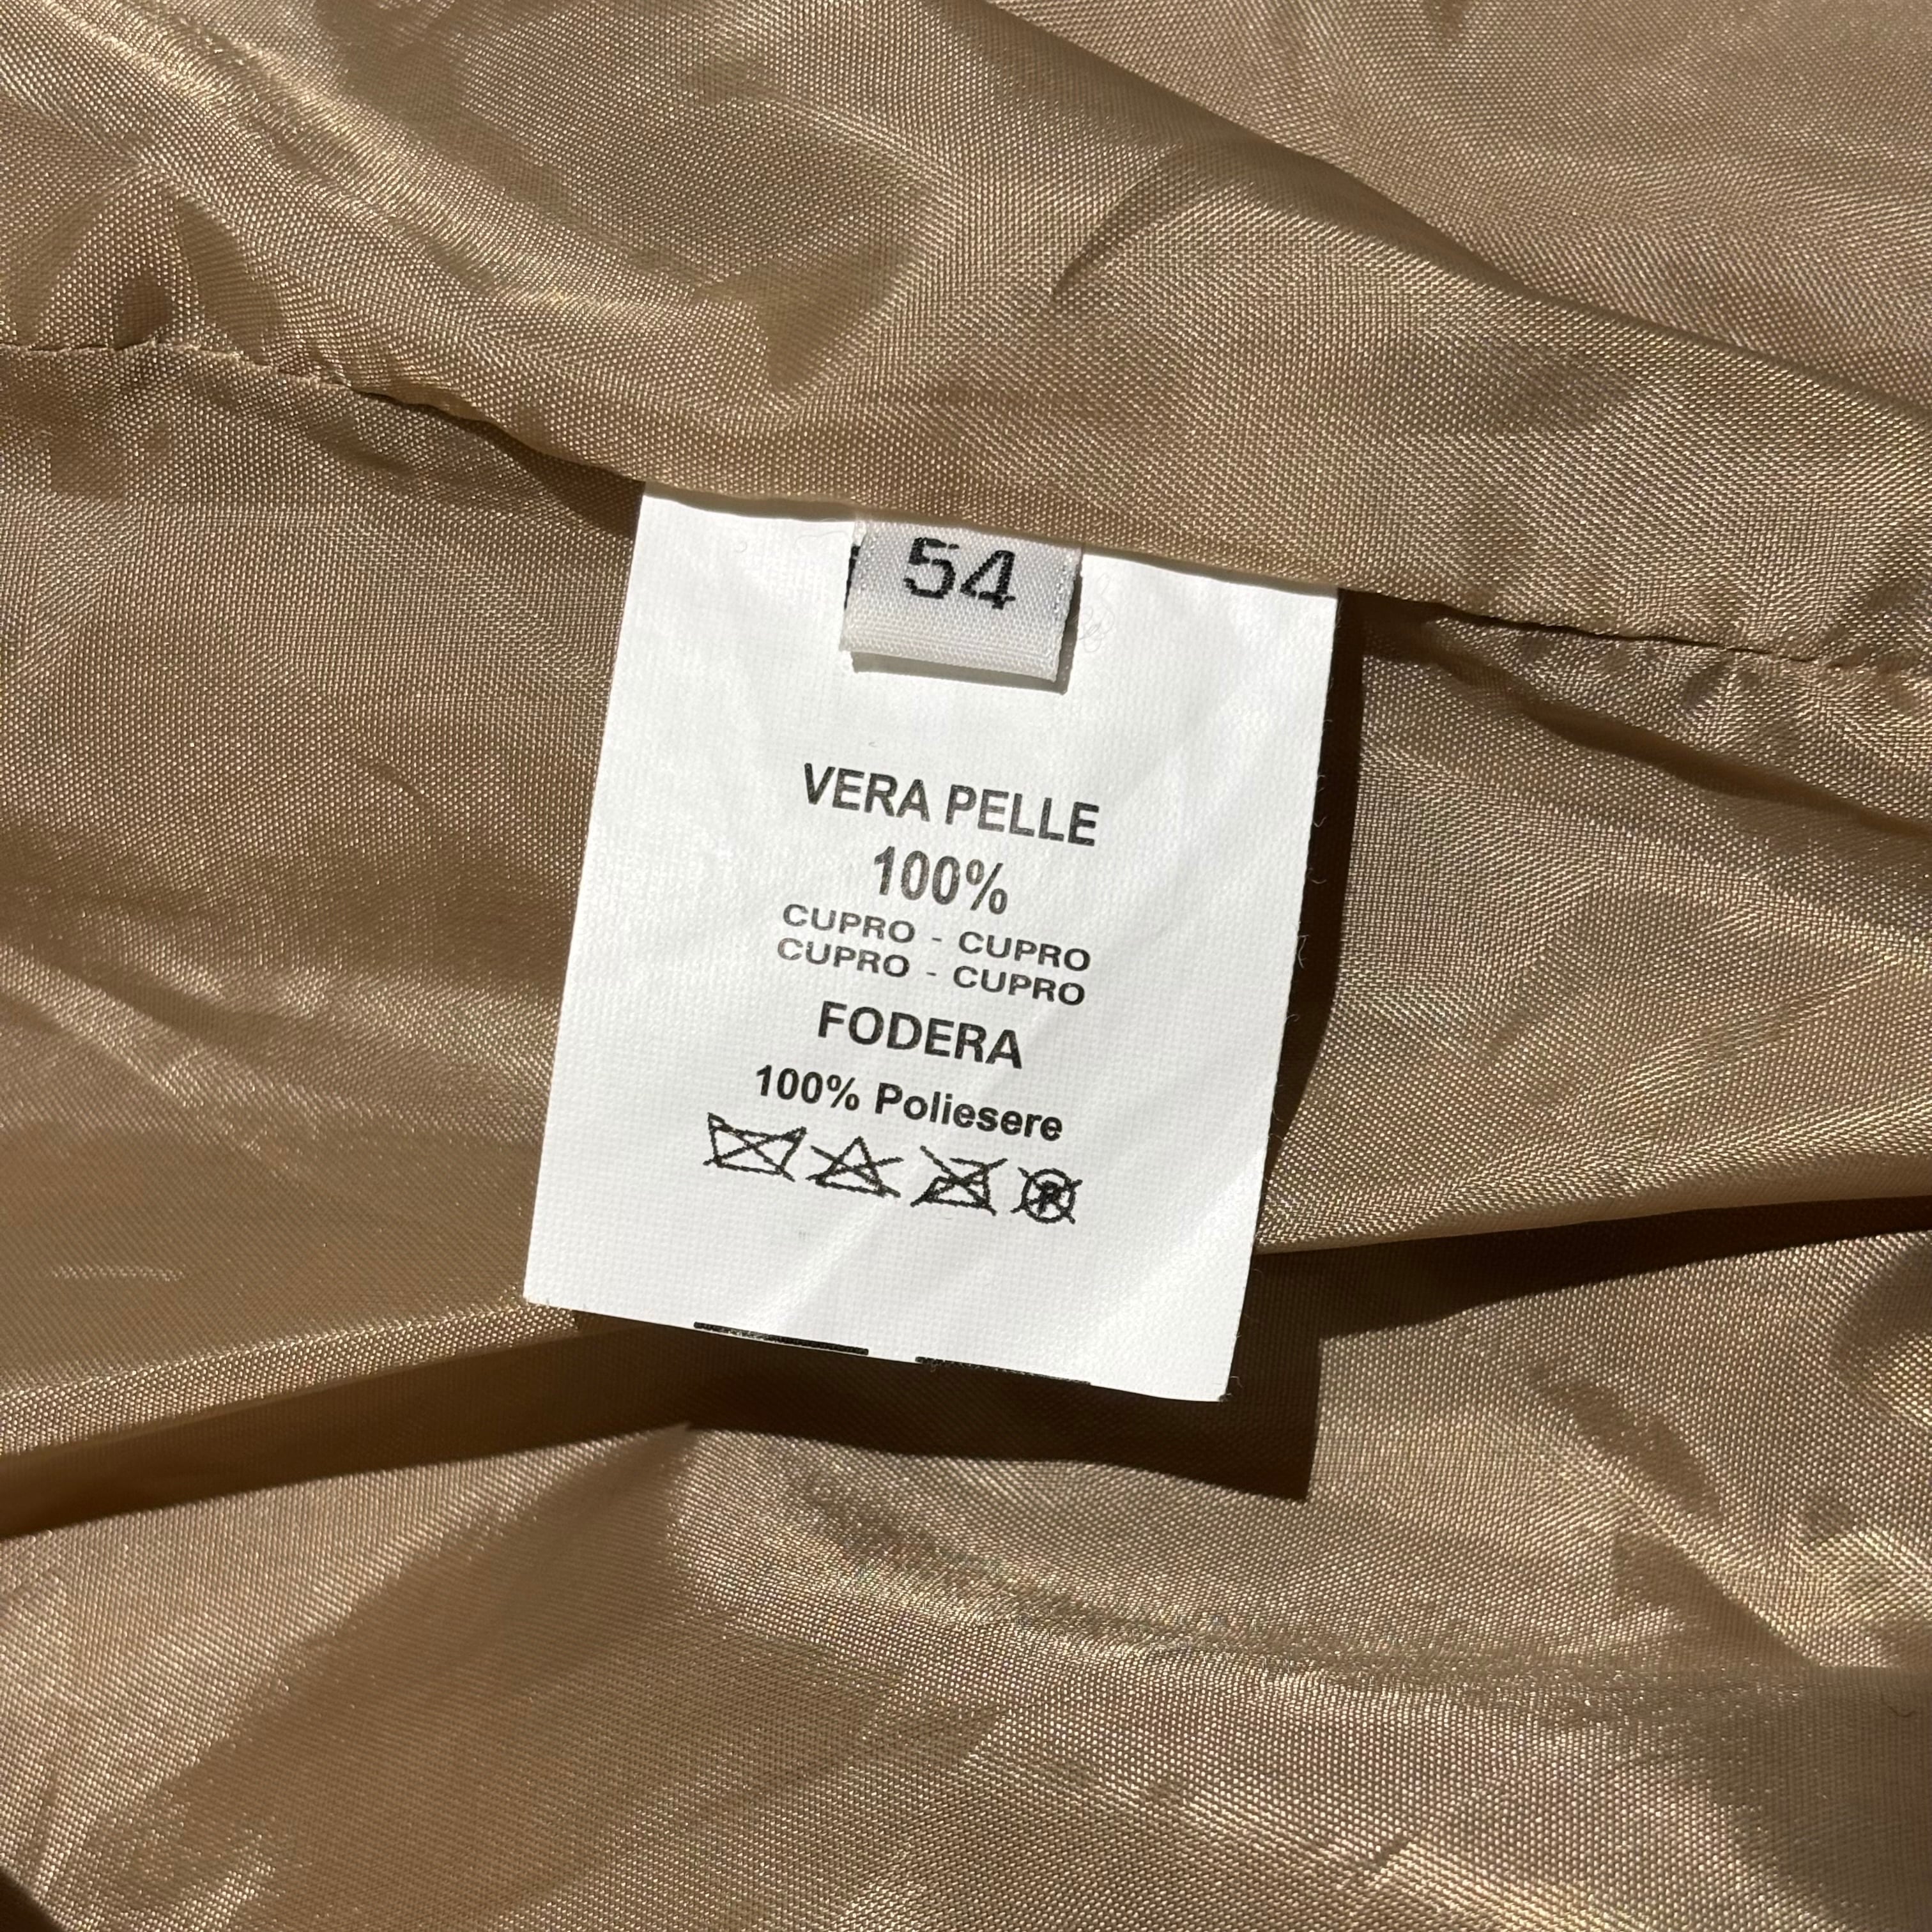 54
VERA PELLE
100%
CUPRO - CUPRO
CUPRO - CUPRO
FODERA
100% Poliesere
P